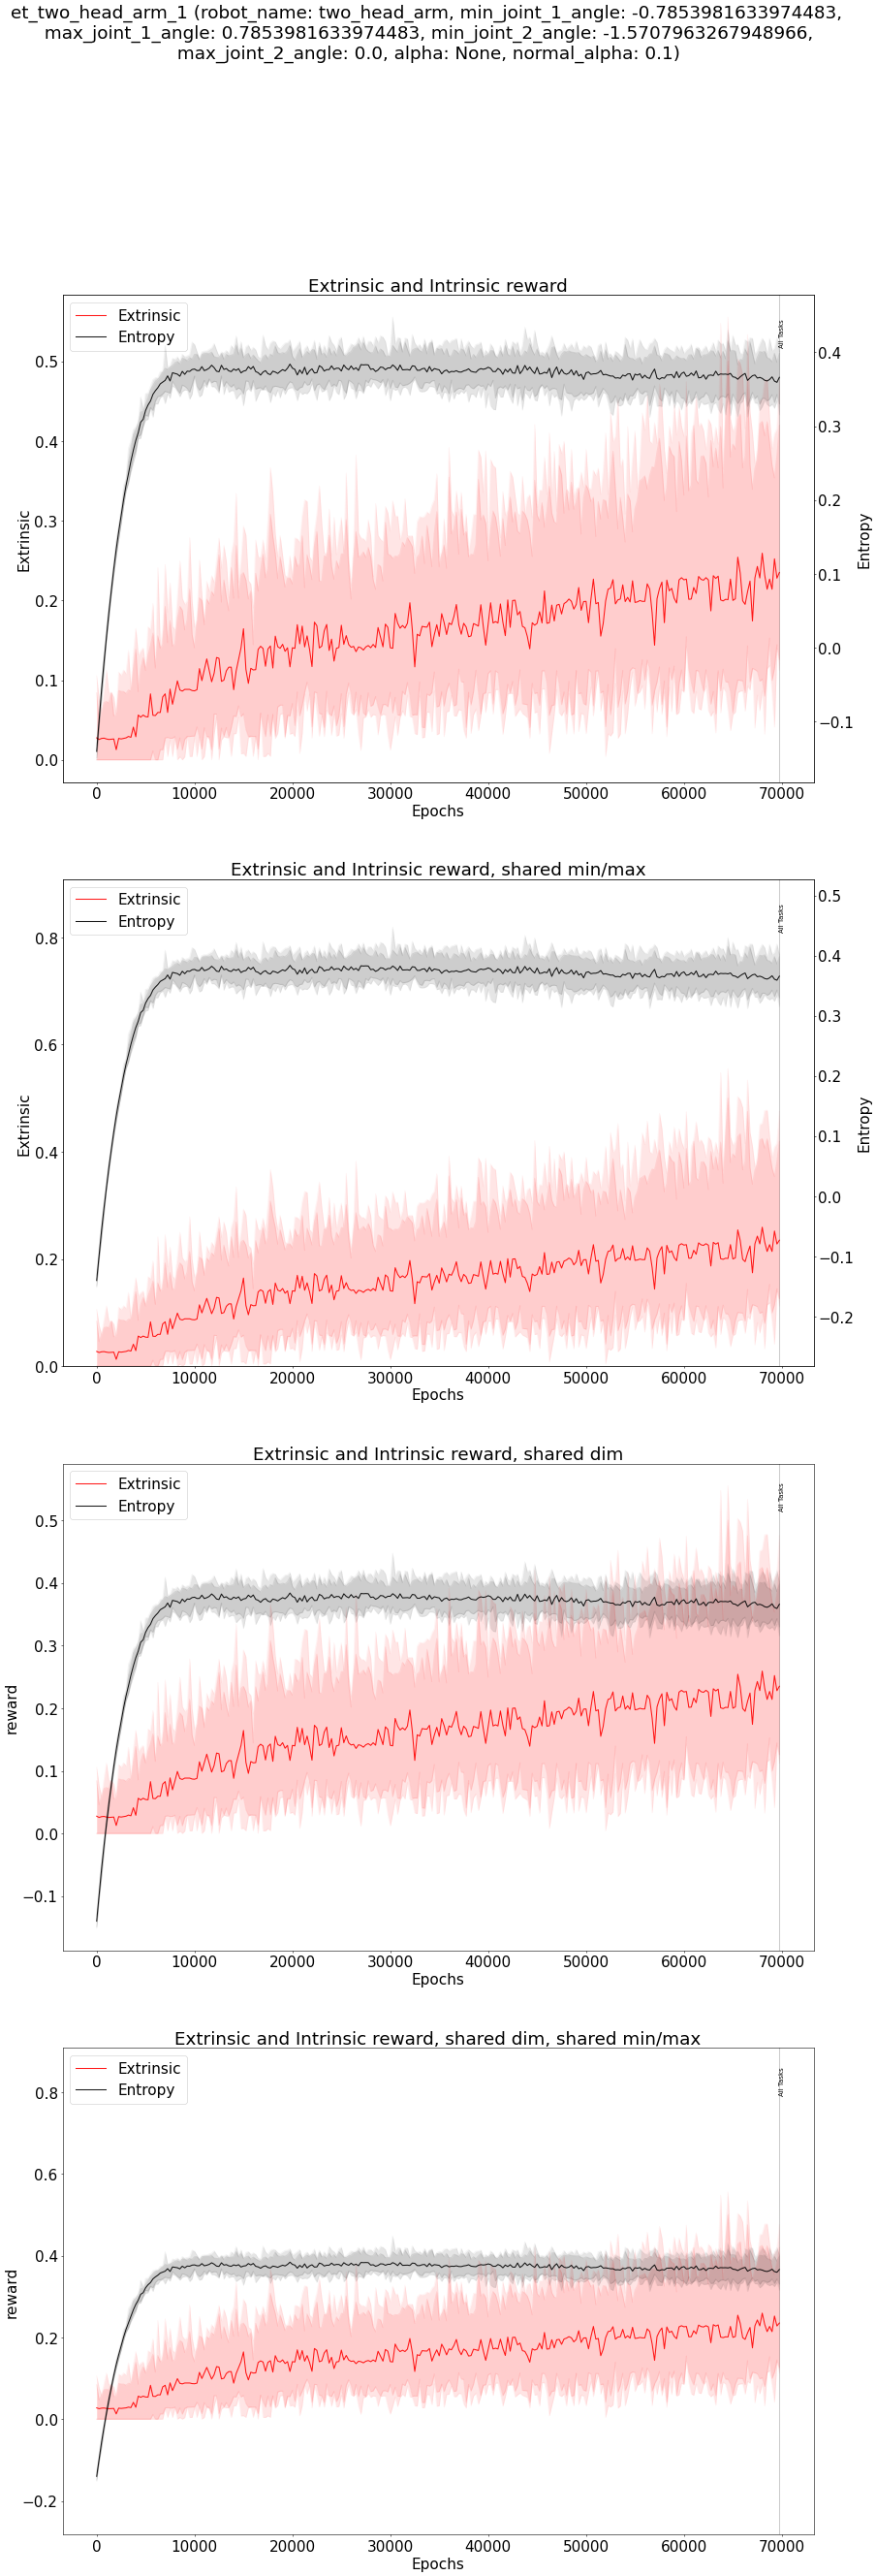 et_two_head_arm_1 (robot_name: two_head_arm, min_joint_1_angle: -0.7853981633974483,
max_joint_1_angle: 0.7853981633974483, min_joint_2_angle: -1.5707963267948966,
max_joint_2_angle: 0.0, alpha: None, normal_alpha: 0.1)
Extrinsic and Intrinsic reward
Extrinsic
Entropy
All Tasks
0.5
0.4
0.3
0.2
0.1
0.0
Extrinsic
0.4
0.3
0.2
0.1
0.0
−0.1
Entropy
0 10000 20000 30000 40000 50000 60000 70000
Epochs
Extrinsic and Intrinsic reward, shared min/max
Extrinsic
Entropy
All Tasks
0.8
0.6
0.4
0.2
0.0
Extrinsic
0.5
0.4
0.3
0.2
0.1
0.0
−0.1
−0.2
Entropy
0 10000 20000 30000 40000 50000 60000 70000
Epochs
Extrinsic and Intrinsic reward, shared dim
Extrinsic
Entropy
All Tasks
0.5
0.4
0.3
0.2
0.1
0.0
−0.1
reward
0 10000 20000 30000 40000 50000 60000 70000
Epochs
Extrinsic and Intrinsic reward, shared dim, shared min/max
Extrinsic
Entropy
All Tasks
0.8
0.6
0.4
0.2
0.0
−0.2
reward
0 10000 20000 30000 40000 50000 60000 70000
Epochs